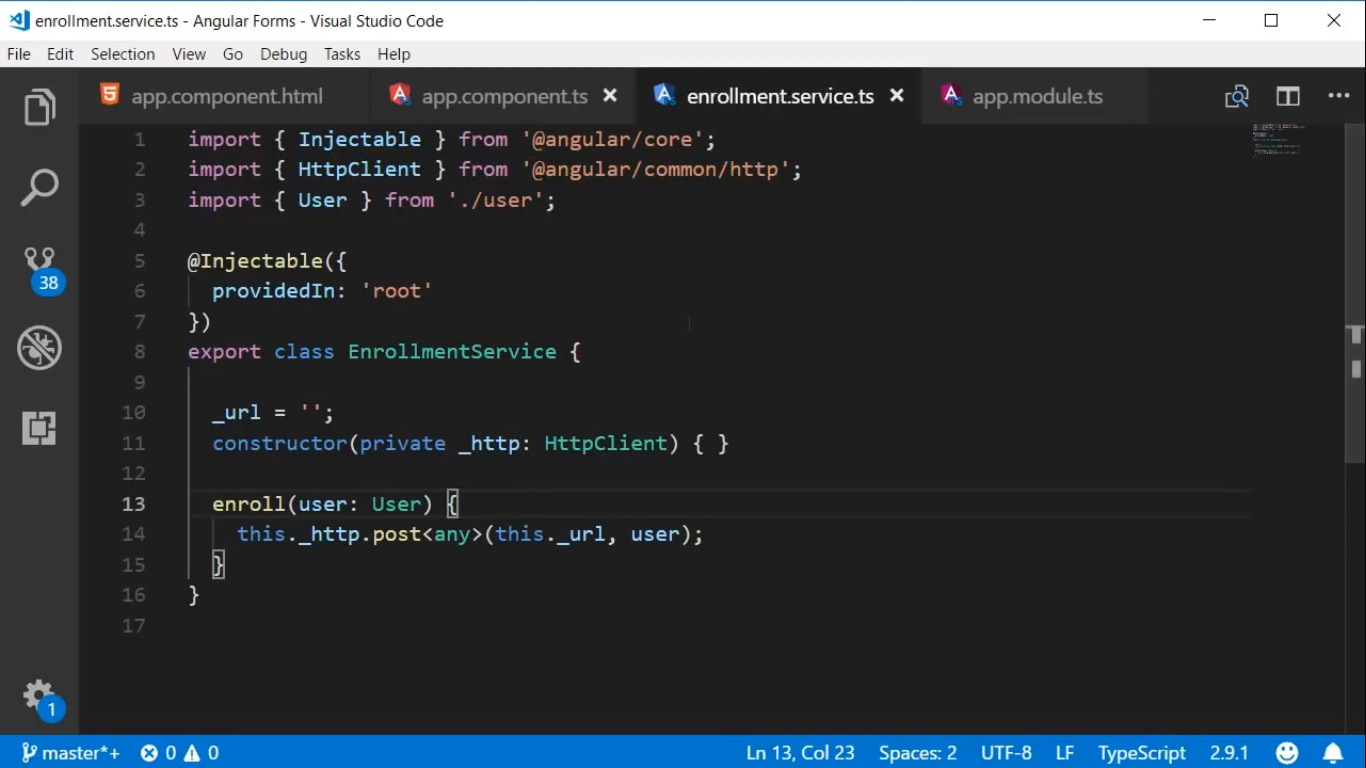 enrollment.service.ts - Angular Forms - Visual Studio Code
File Edit Selection View Go Debug Tasks Help
app.component.html app.component.ts enrollment.service.ts app.module.ts
1 import { Injectable } from '@angular/core';
2 import { HttpClient } from '@angular/common/http';
3 import { User } from './user';
4
5 @Injectable({
6 providedIn: 'root'
7 })
8 export class EnrollmentService {
9
10 _url = '';
11 constructor(private _http: HttpClient) { }
12
13 enroll(user: User) {
14 this._http.post<any>(this._url, user);
15 }
16 }
17
38
1
master*+ 0 0 Ln 13, Col 23 Spaces: 2 UTF-8 LF TypeScript 2.9.1